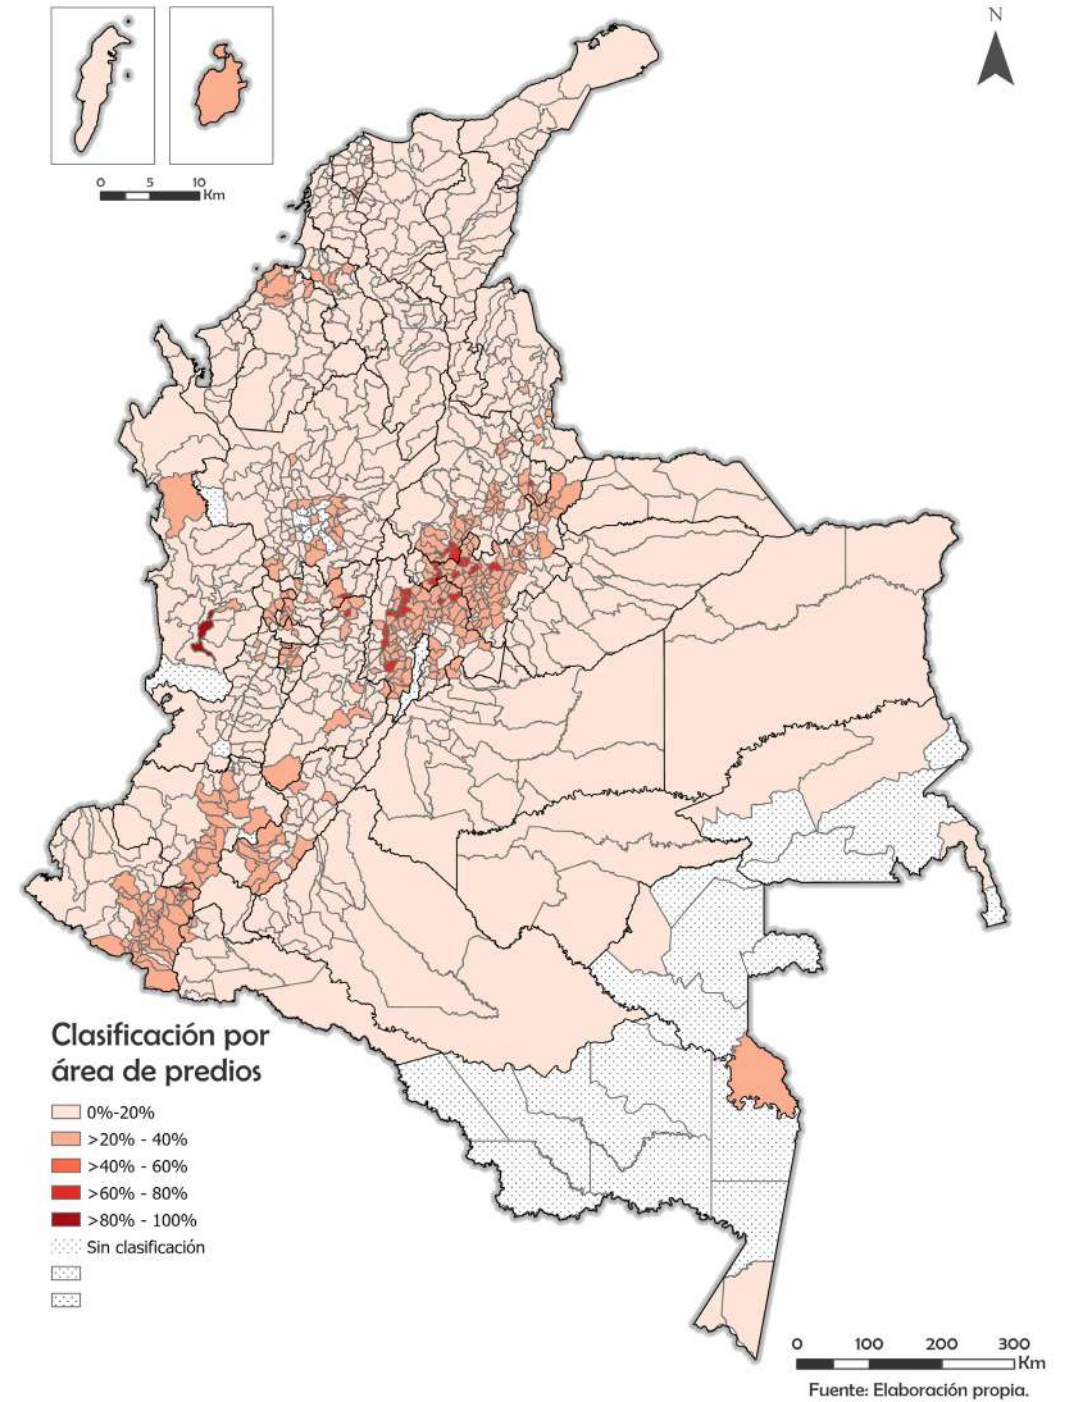 N
0 5 10
Km
Clasificación por
área de predios
0%-20%
>20% - 40%
>40% - 60%
>60% - 80%
>80% - 100%
Sin clasificación
0 100 200 300
Km
Fuente: Elaboración propia.